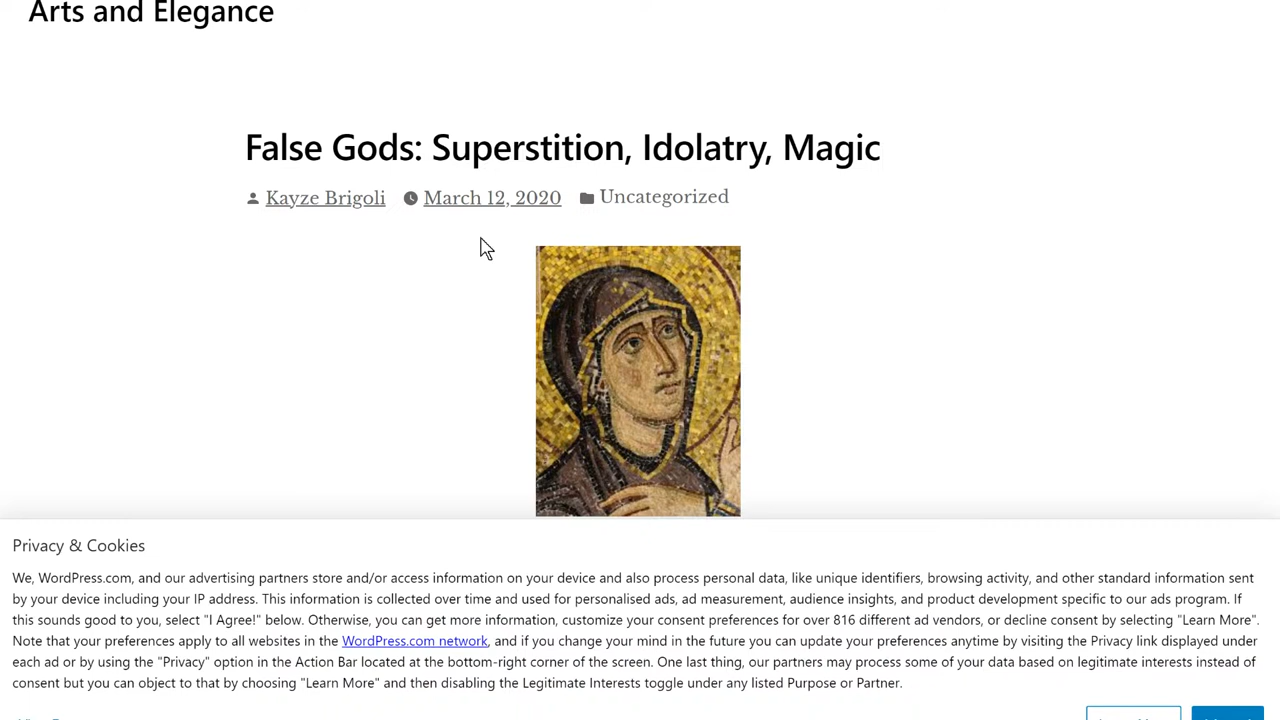 Arts and Elegance
False Gods: Superstition, Idolatry, Magic
Kayze Brigoli March 12, 2020 Uncategorized
Privacy & Cookies
We, WordPress.com, and our advertising partners store and/or access information on your device and also process personal data, like unique identifiers, browsing activity, and other standard information sent
by your device including your IP address. This information is collected over time and used for personalised ads, ad measurement, audience insights, and product development specific to our ads program. If
this sounds good to you, select "I Agree!" below. Otherwise, you can get more information, customize your consent preferences for over 816 different ad vendors, or decline consent by selecting "Learn More".
Note that your preferences apply to all websites in the WordPress.com network, and if you change your mind in the future you can update your preferences anytime by visiting the Privacy link displayed under
each ad or by using the "Privacy" option in the Action Bar located at the bottom-right corner of the screen. One last thing, our partners may process some of your data based on legitimate interests instead of
consent but you can object to that by choosing "Learn More" and then disabling the Legitimate Interests toggle under any listed Purpose or Partner.